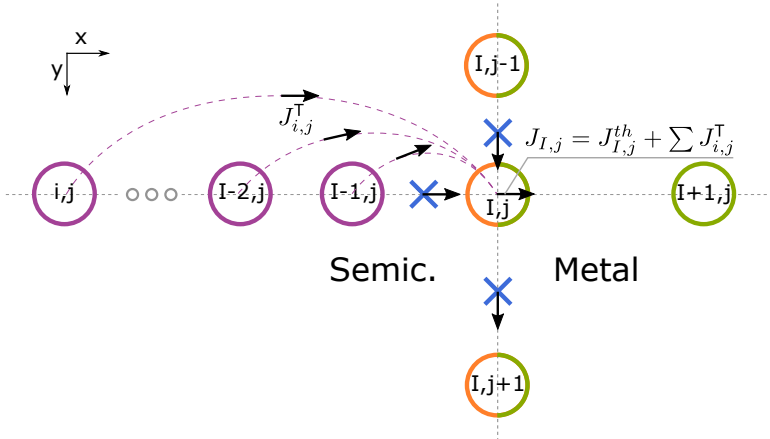 x
y
I,j-1
J^T_{i,j}
J_{I,j} = J^{th}_{I,j} + ∑ J^T_{i,j}
i,j
I-2,j
I-1,j
I,j
I+1,j
Semic.
Metal
I,j+1